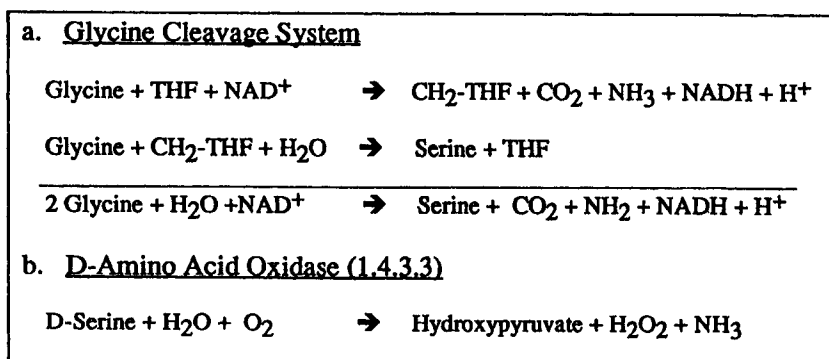 a. Glycine Cleavage System
Glycine + THF + NAD⁺ ➔ CH₂-THF + CO₂ + NH₃ + NADH + H⁺
Glycine + CH₂-THF + H₂O ➔ Serine + THF
2 Glycine + H₂O +NAD⁺ ➔ Serine + CO₂ + NH₂ + NADH + H⁺
b. D-Amino Acid Oxidase (1.4.3.3)
D-Serine + H₂O + O₂ ➔ Hydroxypyruvate + H₂O₂ + NH₃